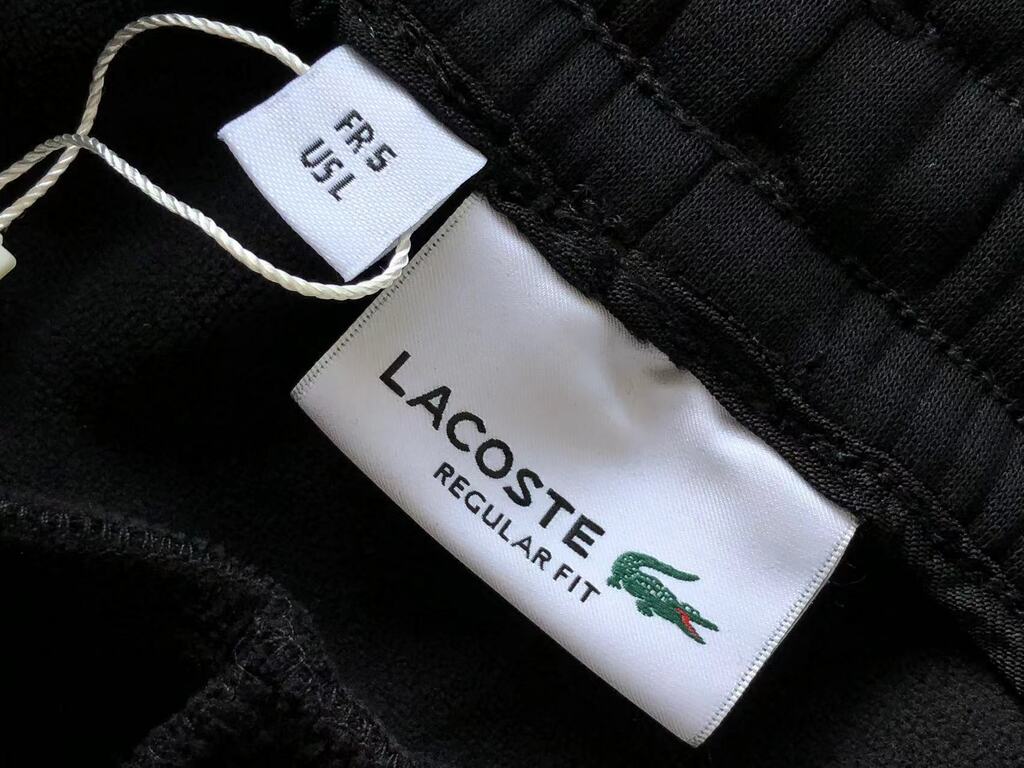 FR 5
US L
LACOSTE
REGULAR FIT